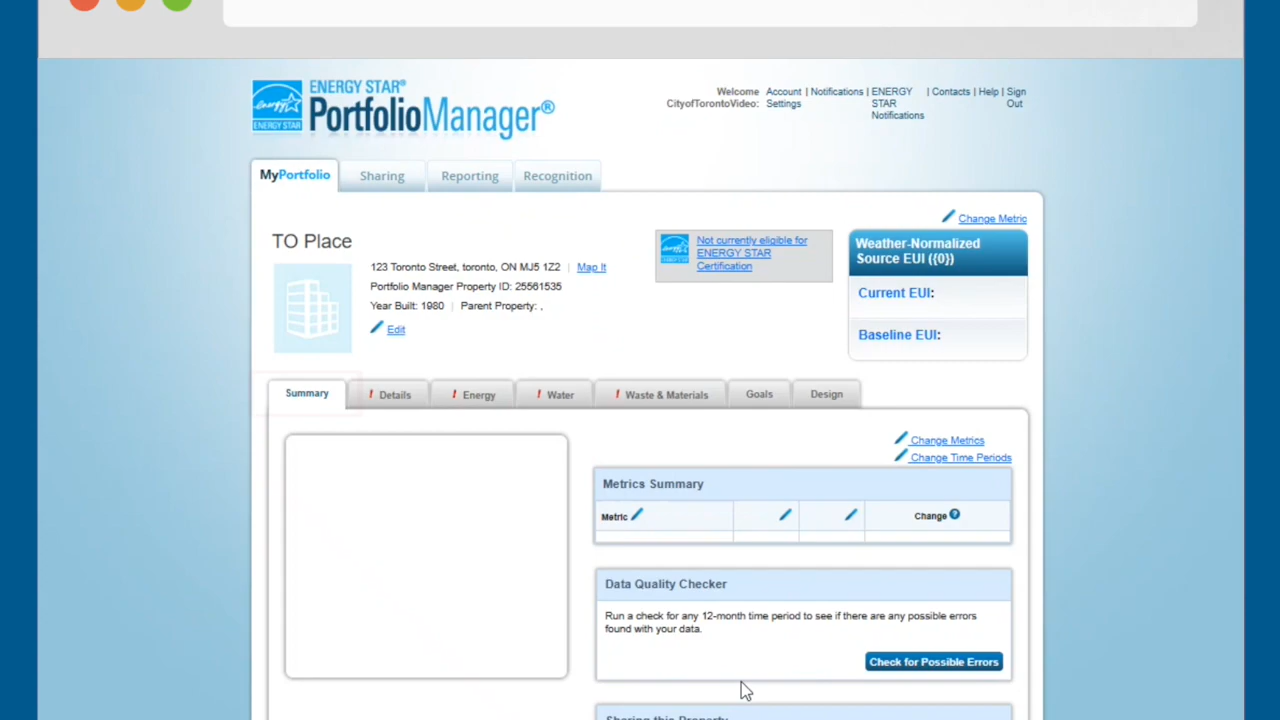 ENERGY STAR®
PortfolioManager®
energy
ENERGY STAR
Welcome
CityofTorontoVideo:
Account
Settings
| Notifications |
ENERGY
STAR
Notifications
| Contacts | Help | Sign
Out
MyPortfolio
Sharing
Reporting
Recognition
Change Metric
TO Place
123 Toronto Street, toronto, ON MJ5 1Z2 | Map It
Portfolio Manager Property ID: 25561535
Year Built: 1980 | Parent Property: ,
Edit
Not currently eligible for
ENERGY STAR
Certification
Weather-Normalized
Source EUI ({0})
Current EUI:
Baseline EUI:
Summary
! Details
! Energy
! Water
! Waste & Materials
Goals
Design
Change Metrics
Change Time Periods
Metrics Summary
Metric
Change ?
Data Quality Checker
Run a check for any 12-month time period to see if there are any possible errors
found with your data.
Check for Possible Errors
Sharing this Property